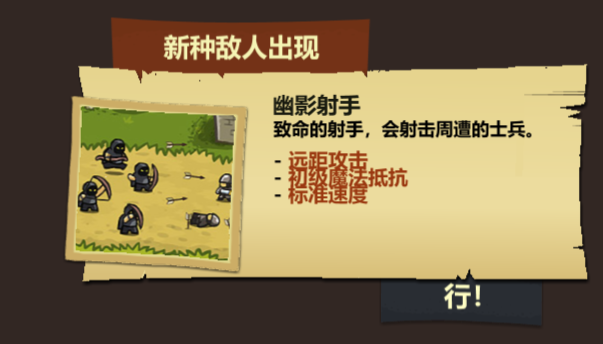 新种敌人出现
幽影射手
致命的射手，会射击周遭的士兵。
- 远距攻击
- 初级魔法抵抗
- 标准速度
行！